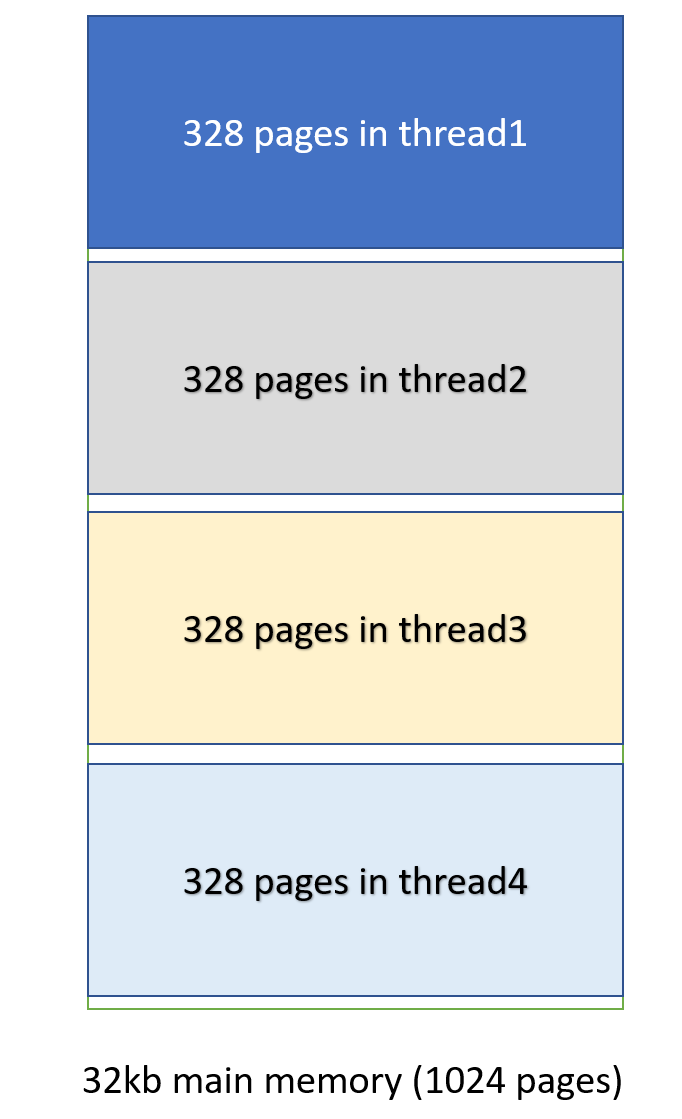 328 pages in thread1
328 pages in thread2
328 pages in thread3
328 pages in thread4
32kb main memory (1024 pages)